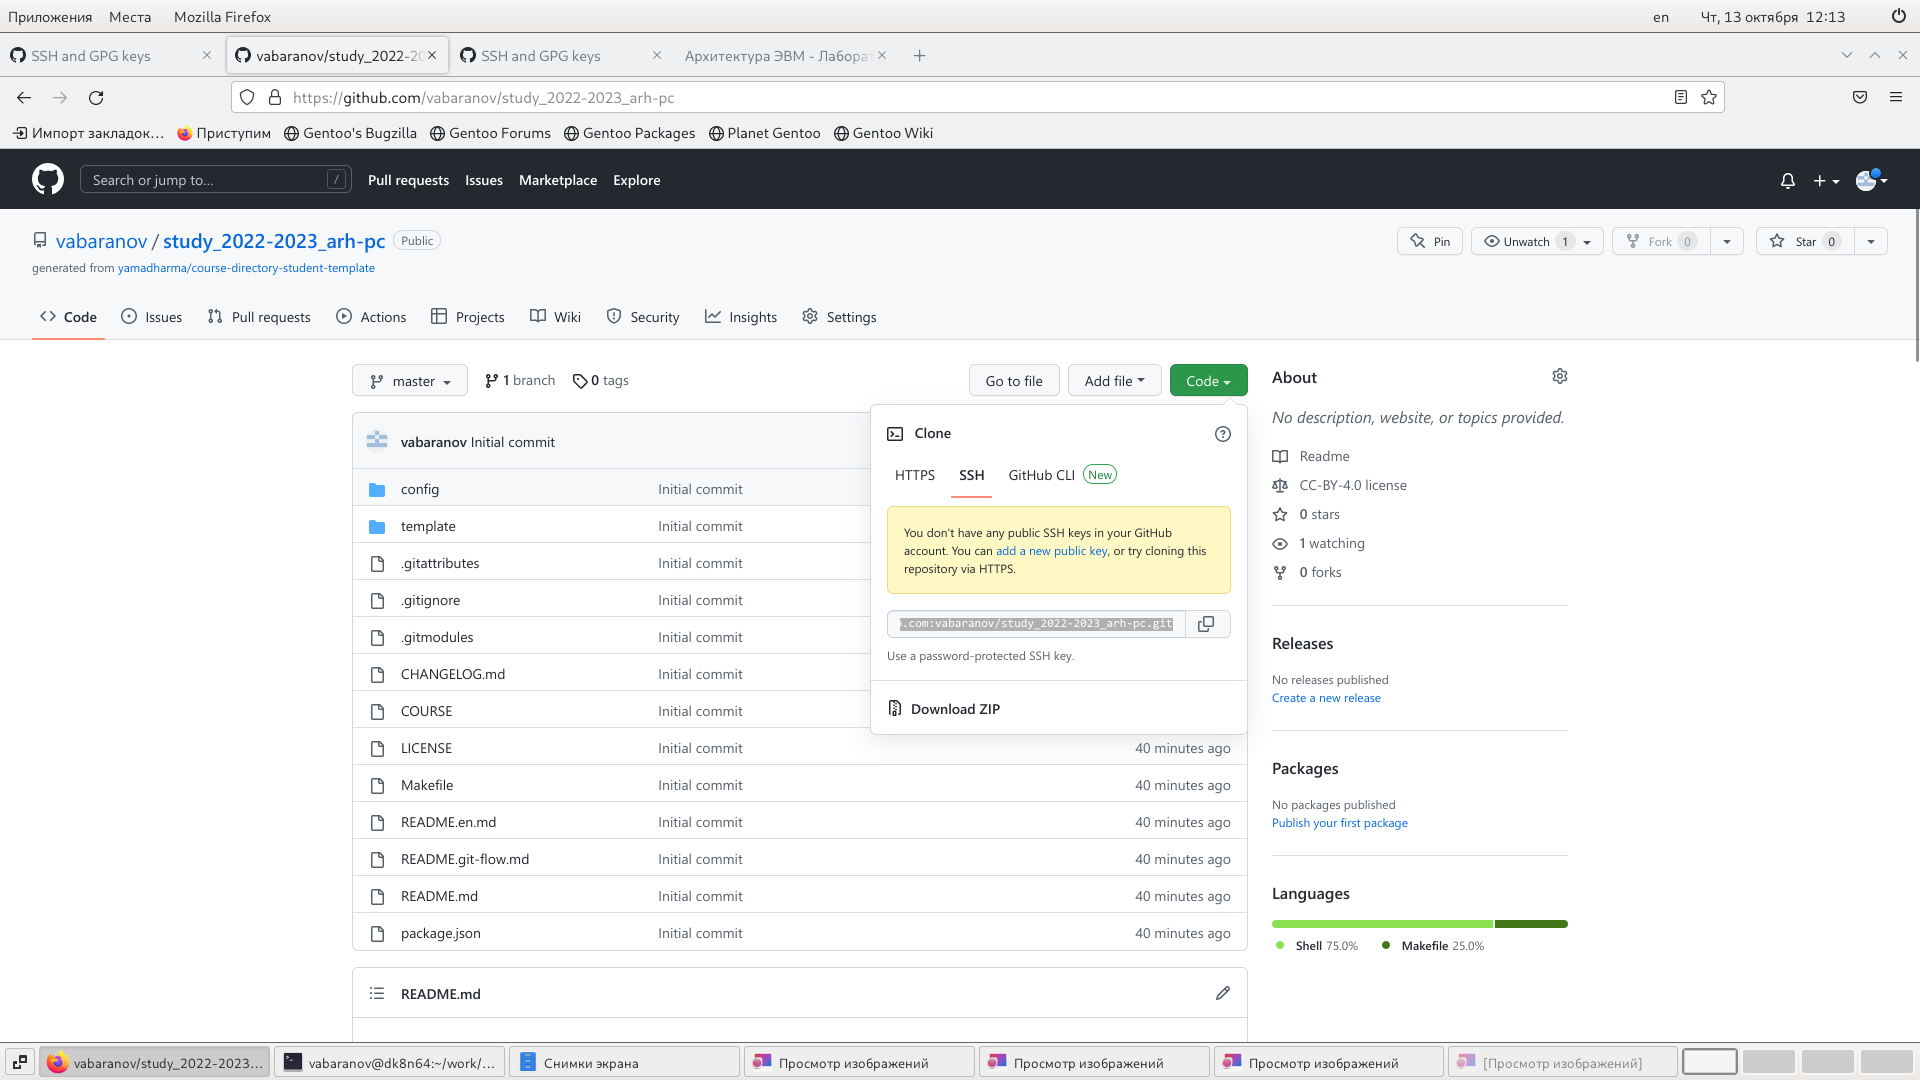 Приложения Места Mozilla Firefox en Чт, 13 октября 12:13
SSH and GPG keys vabaranov/study_2022-20 SSH and GPG keys Архитектура ЭВМ - Лаборат
https://github.com/vabaranov/study_2022-2023_arh-pc
Импорт закладок… Приступим Gentoo's Bugzilla Gentoo Forums Gentoo Packages Planet Gentoo Gentoo Wiki
Search or jump to… / Pull requests Issues Marketplace Explore
vabaranov / study_2022-2023_arh-pc Public Pin Unwatch 1 Fork 0 Star 0
generated from yamadharma/course-directory-student-template
Code Issues Pull requests Actions Projects Wiki Security Insights Settings
master 1 branch 0 tags Go to file Add file Code
vabaranov Initial commit
config Initial commit
template Initial commit
.gitattributes Initial commit
.gitignore Initial commit
.gitmodules Initial commit
CHANGELOG.md Initial commit
COURSE Initial commit
LICENSE Initial commit 40 minutes ago
Makefile Initial commit 40 minutes ago
README.en.md Initial commit 40 minutes ago
README.git-flow.md Initial commit 40 minutes ago
README.md Initial commit 40 minutes ago
package.json Initial commit 40 minutes ago
README.md
Clone
HTTPS SSH GitHub CLI New
You don't have any public SSH keys in your GitHub
account. You can add a new public key, or try cloning this
repository via HTTPS.
.com:vabaranov/study_2022-2023_arh-pc.git
Use a password-protected SSH key.
Download ZIP
About
No description, website, or topics provided.
Readme
CC-BY-4.0 license
0 stars
1 watching
0 forks
Releases
No releases published
Create a new release
Packages
No packages published
Publish your first package
Languages
Shell 75.0% Makefile 25.0%
vabaranov/study_2022-2023… vabaranov@dk8n64:~/work/… Снимки экрана Просмотр изображений Просмотр изображений Просмотр изображений [Просмотр изображений]